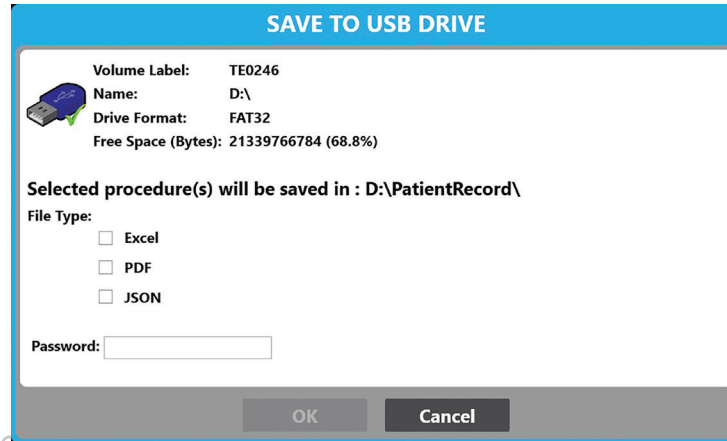 SAVE TO USB DRIVE
Volume Label: TE0246
Name: D:\
Drive Format: FAT32
Free Space (Bytes): 21339766784 (68.8%)
Selected procedure(s) will be saved in : D:\PatientRecord\
File Type:
Excel
PDF
JSON
Password:
OK Cancel